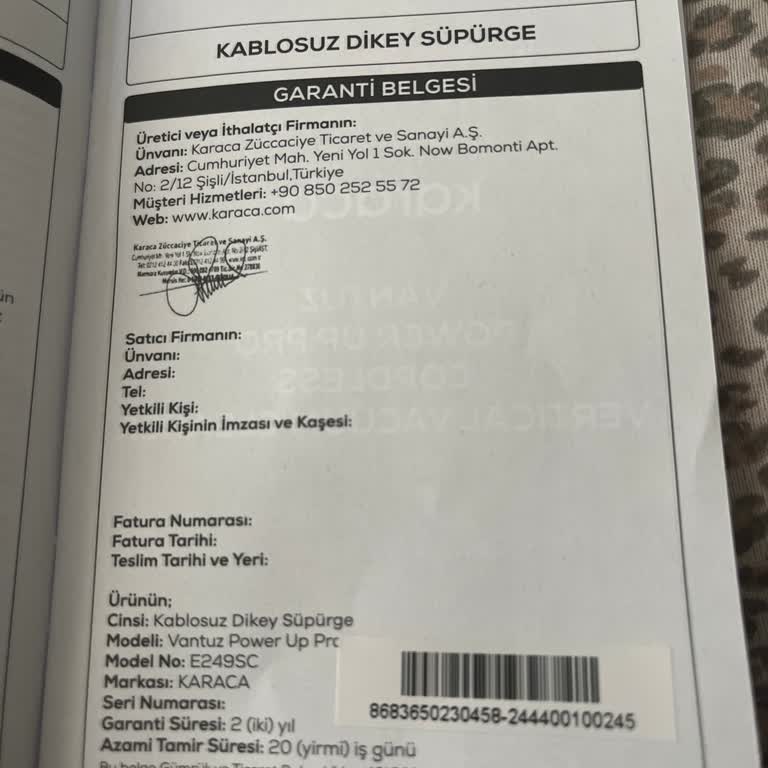 KABLOSUZ DİKEY SÜPÜRGE
GARANTİ BELGESİ
Üretici veya İthalatçı Firmanın:
Ünvanı: Karaca Züccaciye Ticaret ve Sanayi A.Ş.
Adresi: Cumhuriyet Mah. Yeni Yol 1 Sok. Now Bomonti Apt.
No: 2/12 Şişli/İstanbul,Türkiye
Müşteri Hizmetleri: +90 850 252 55 72
Web: www.karaca.com
Karaca Züccaciye Ticaret ve Sanayi A.Ş.
Satıcı Firmanın:
Ünvanı:
Adresi:
Tel:
Yetkili Kişi:
Yetkili Kişinin İmzası ve Kaşesi:
Fatura Numarası:
Fatura Tarihi:
Teslim Tarihi ve Yeri:
Ürünün;
Cinsi: Kablosuz Dikey Süpürge
Modeli: Vantuz Power Up Pro
Model No: E249SC
Markası: KARACA
Seri Numarası:
8683650230458-244400100245
Garanti Süresi: 2 (iki) yıl
Azami Tamir Süresi: 20 (yirmi) iş günü